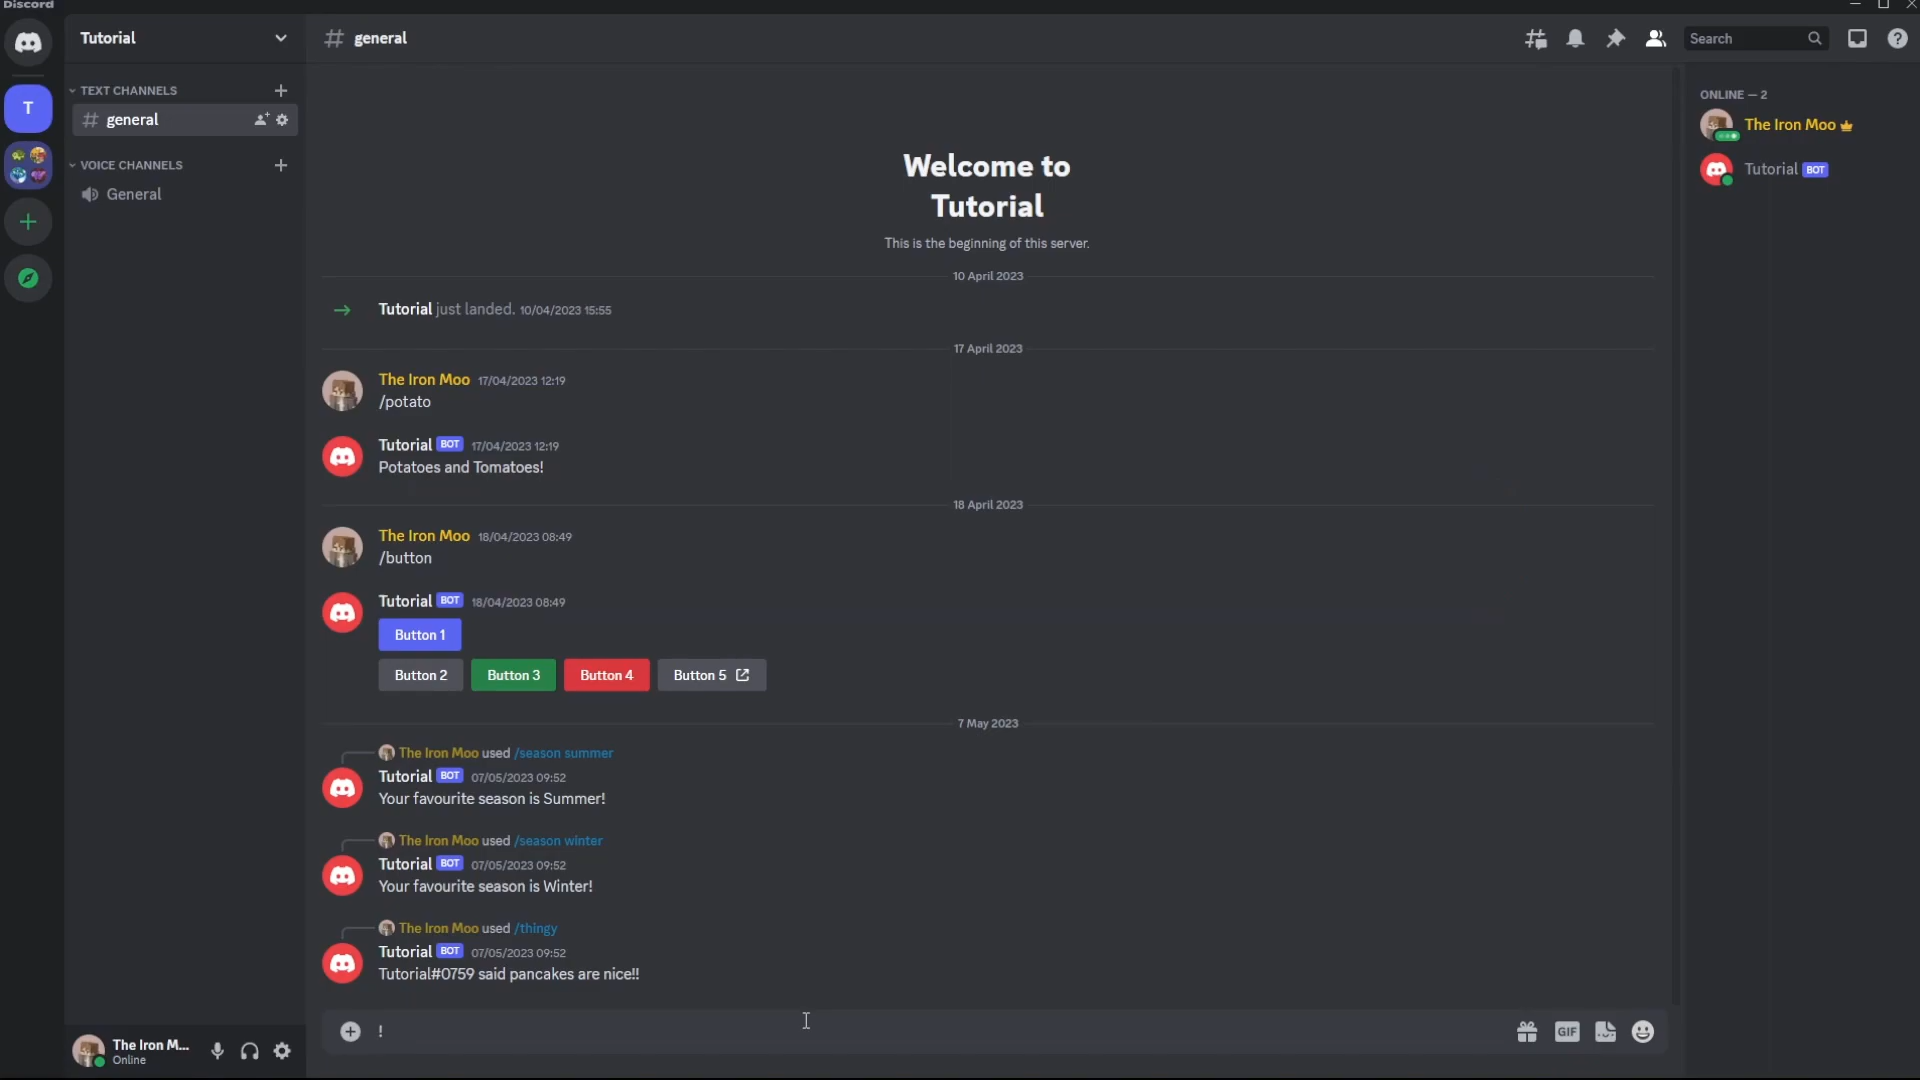 Discord
Tutorial
# general
Search
T
TEXT CHANNELS
# general
VOICE CHANNELS
General
Welcome to
Tutorial
This is the beginning of this server.
10 April 2023
Tutorial just landed. 10/04/2023 15:55
17 April 2023
The Iron Moo 17/04/2023 12:19
/potato
Tutorial BOT 17/04/2023 12:19
Potatoes and Tomatoes!
18 April 2023
The Iron Moo 18/04/2023 08:49
/button
Tutorial BOT 18/04/2023 08:49
Button 1
Button 2 Button 3 Button 4 Button 5
7 May 2023
The Iron Moo used /season summer
Tutorial BOT 07/05/2023 09:52
Your favourite season is Summer!
The Iron Moo used /season winter
Tutorial BOT 07/05/2023 09:52
Your favourite season is Winter!
The Iron Moo used /thingy
Tutorial BOT 07/05/2023 09:52
Tutorial#0759 said pancakes are nice!!
!
GIF
The Iron M...
Online
ONLINE — 2
The Iron Moo
Tutorial BOT